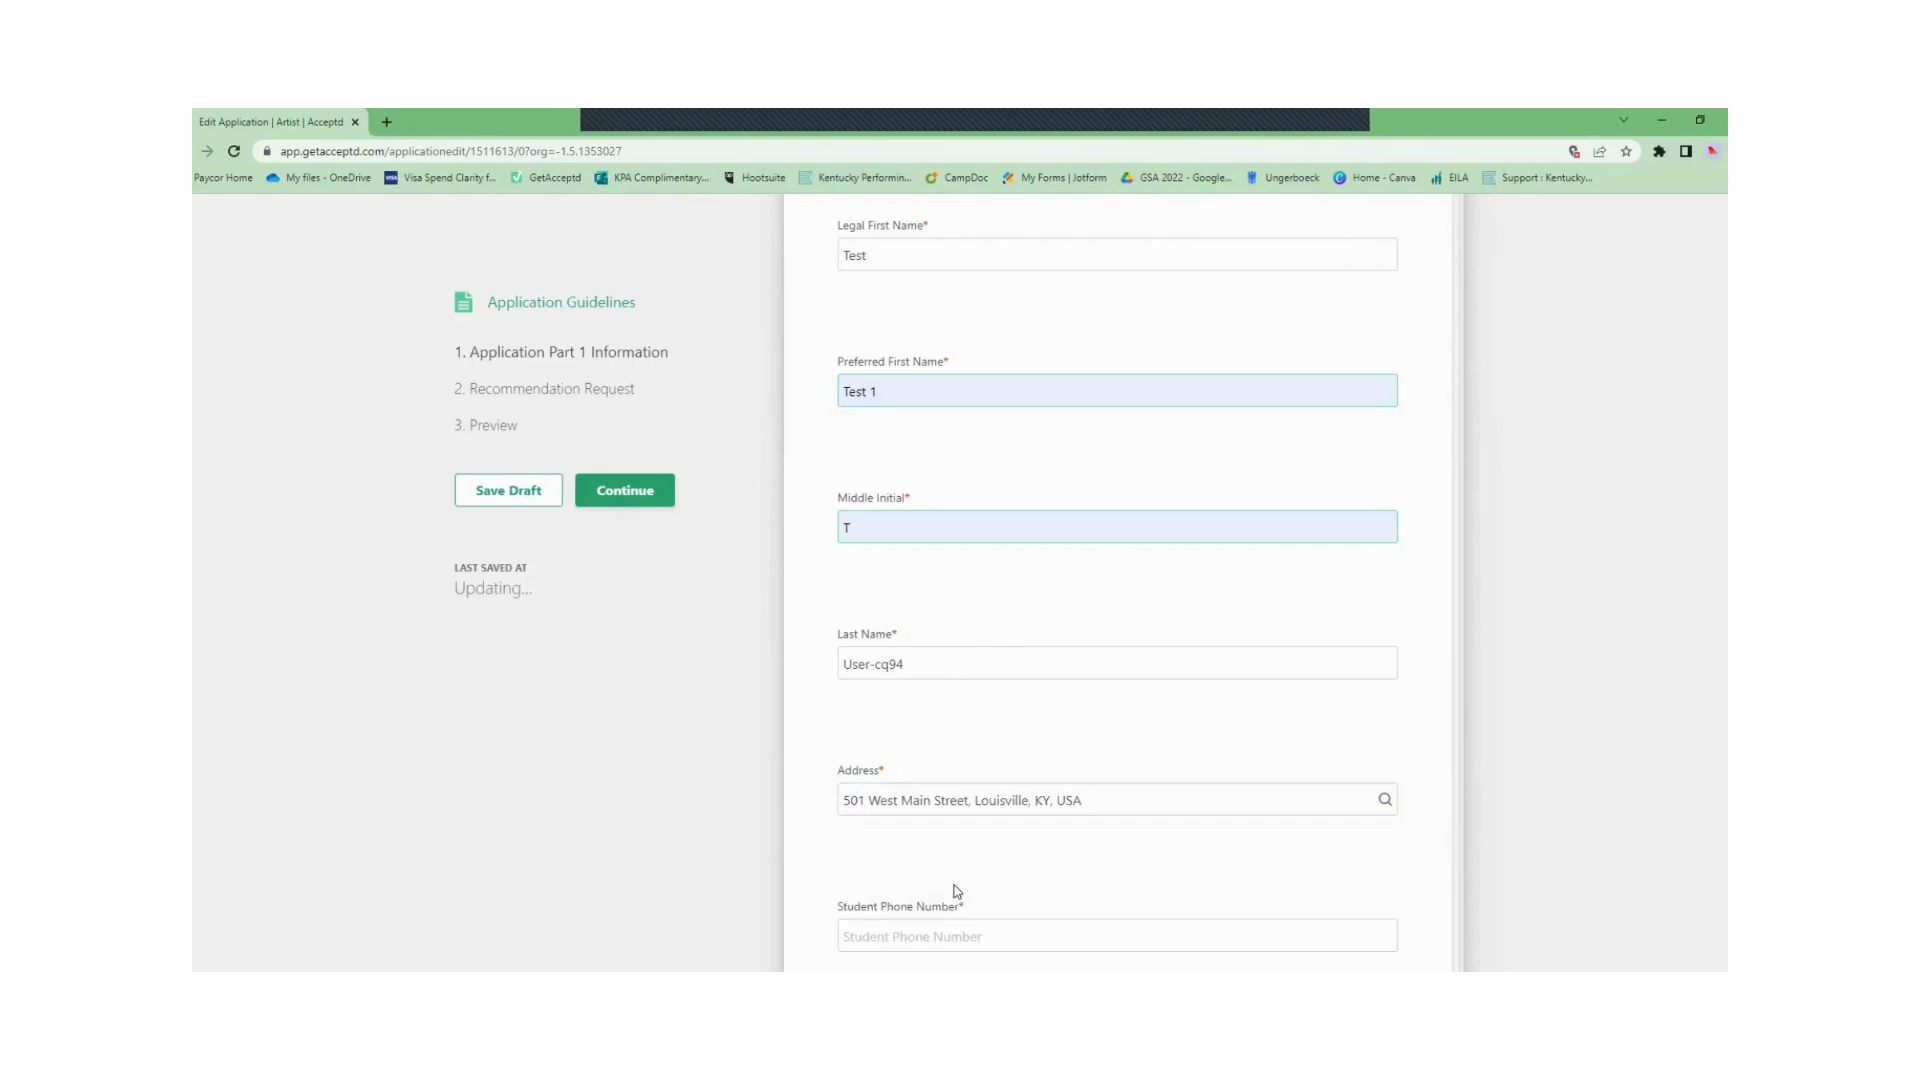 Edit Application | Artist | Acceptd
app.getacceptd.com/applicationedit/1511613/0?org=-1.5.1353027
Paycor Home My files - OneDrive Visa Spend Clarity f... GetAcceptd KPA Complimentary... Hootsuite Kentucky Performin... CampDoc My Forms | Jotform GSA 2022 - Google... Ungerboeck Home - Canva EILA Support : Kentucky...
Application Guidelines
1. Application Part 1 Information
2. Recommendation Request
3. Preview
Save Draft Continue
LAST SAVED AT
Updating...
Legal First Name*
Test
Preferred First Name*
Test 1
Middle Initial*
T
Last Name*
User-cq94
Address*
501 West Main Street, Louisville, KY, USA
Student Phone Number*
Student Phone Number